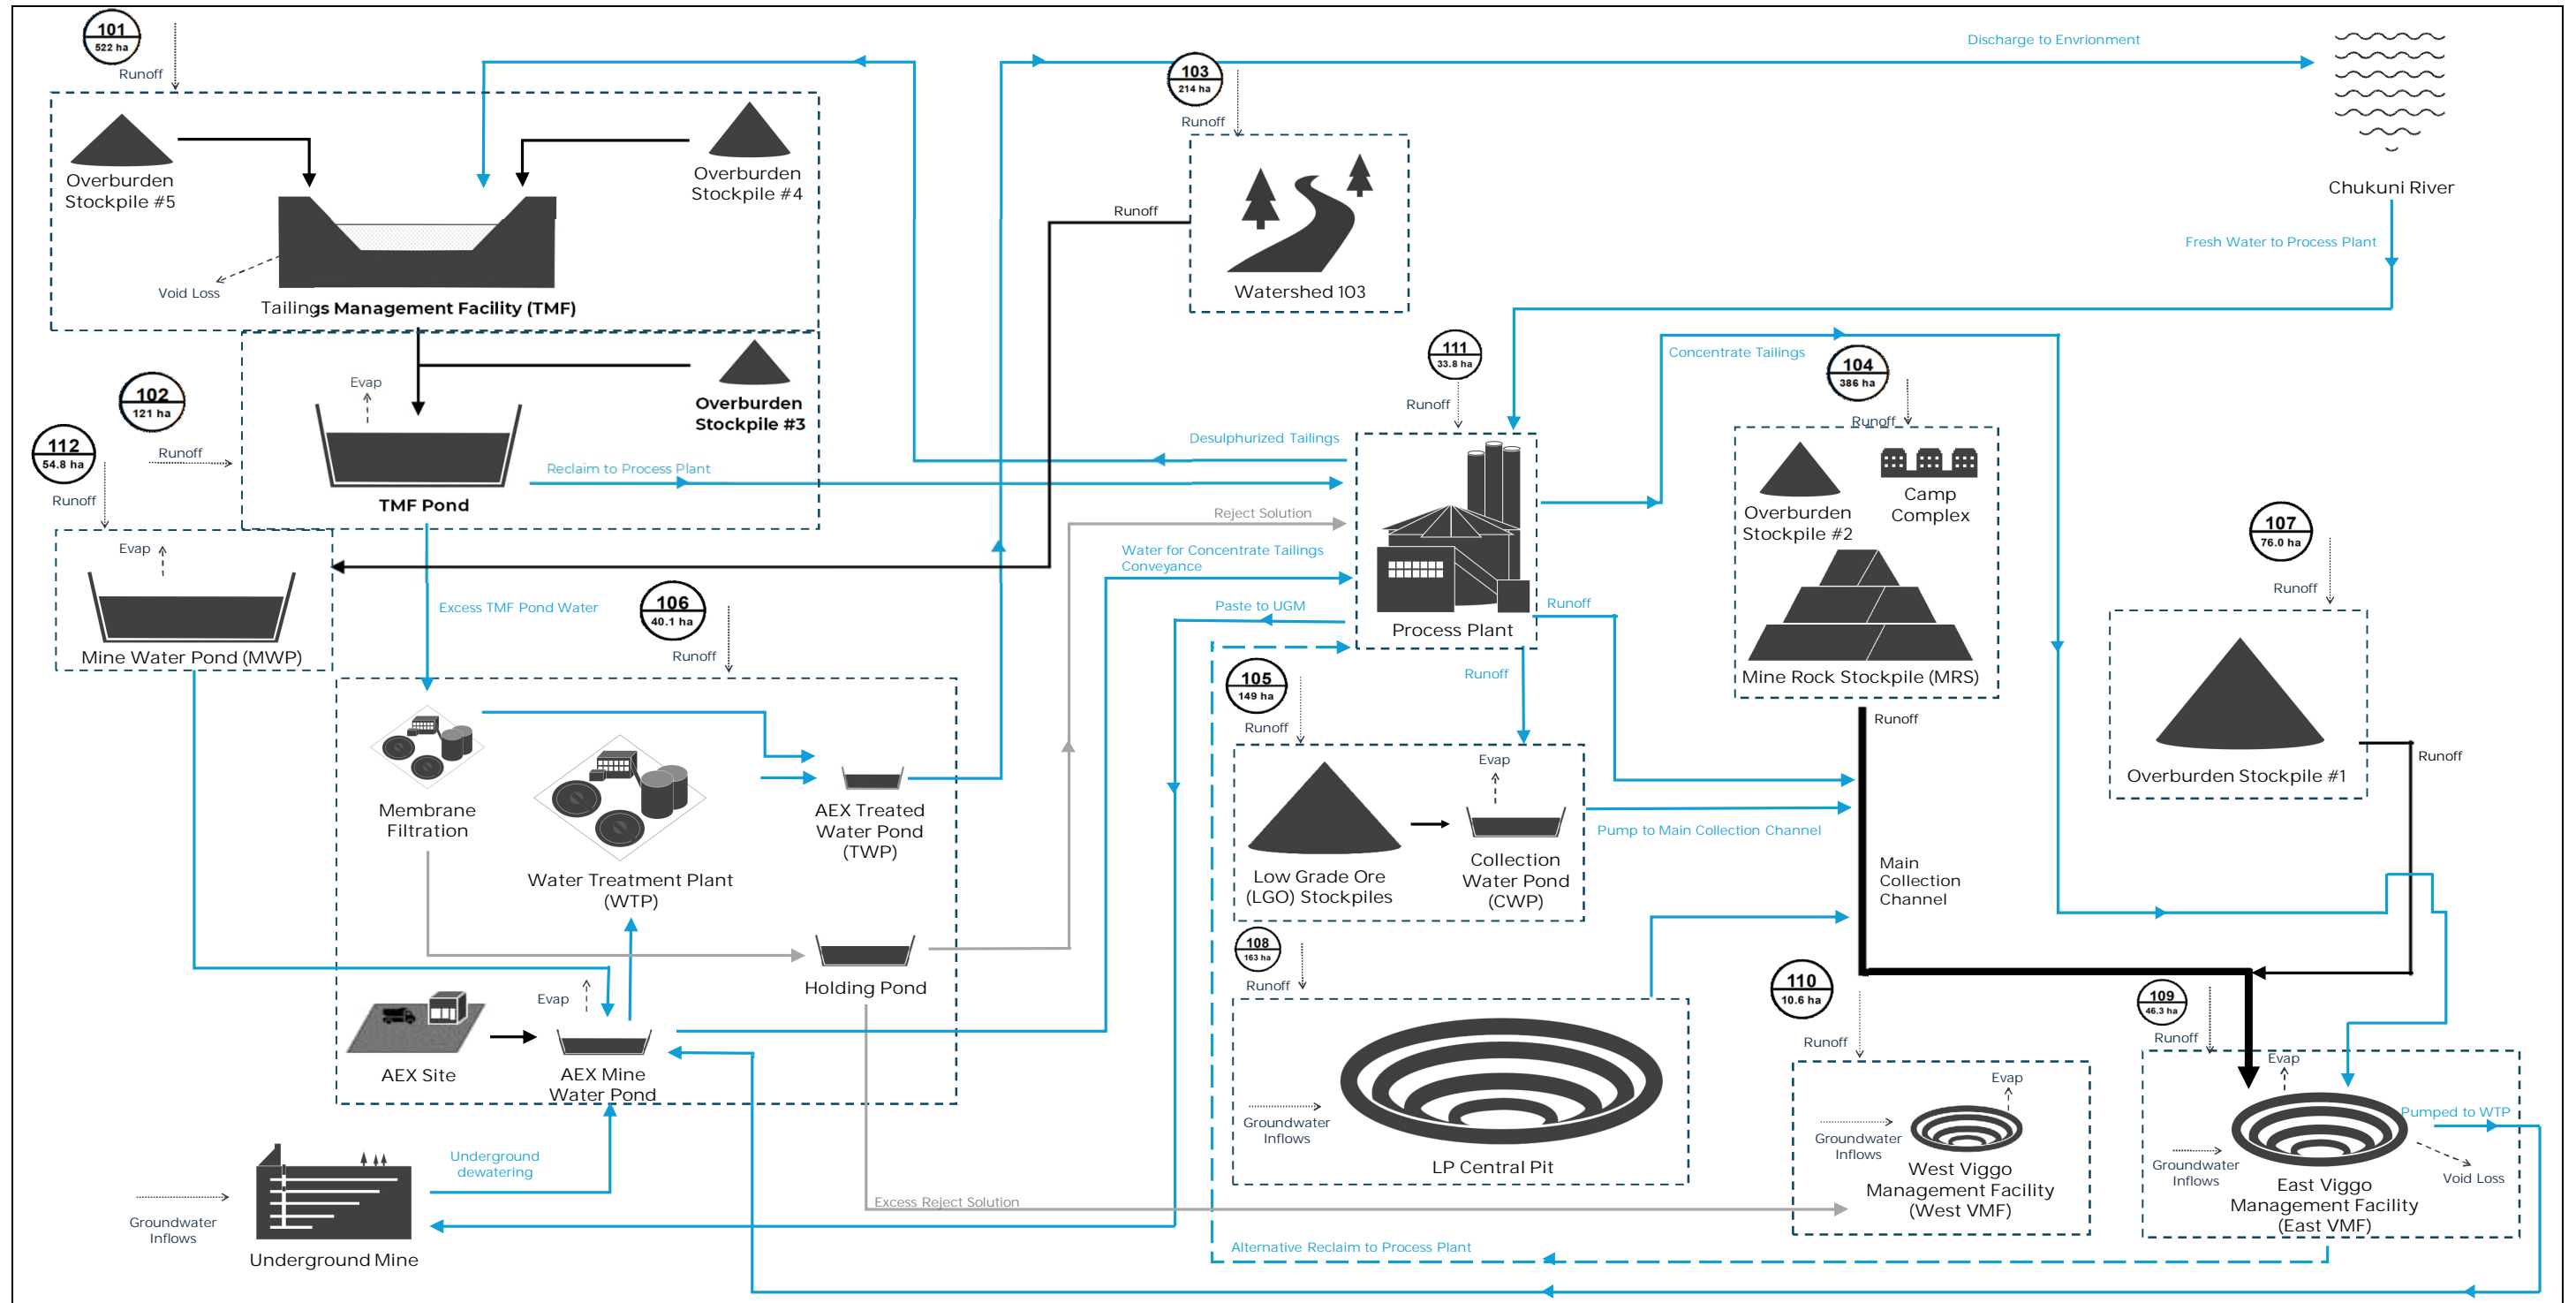 101
522 ha
Runoff
Overburden
Stockpile #5
Overburden
Stockpile #4
Void Loss
Tailings Management Facility (TMF)
Discharge to Envrionment
103
214 ha
Runoff
Runoff
Watershed 103
Chukuni River
Fresh Water to Process Plant
102
121 ha
Runoff
Evap
Overburden
Stockpile #3
TMF Pond
Reclaim to Process Plant
112
54.8 ha
Runoff
Evap
Mine Water Pond (MWP)
Excess TMF Pond Water
111
33.8 ha
Runoff
Desulphurized Tailings
Reject Solution
Water for Concentrate Tailings
Conveyance
Paste to UGM
Process Plant
Runoff
Runoff
Concentrate Tailings
104
386 ha
Runoff
Overburden
Stockpile #2
Camp
Complex
Mine Rock Stockpile (MRS)
Runoff
107
76.0 ha
Runoff
Overburden Stockpile #1
Runoff
106
40.1 ha
Runoff
Membrane
Filtration
Water Treatment Plant
(WTP)
AEX Treated
Water Pond
(TWP)
Holding Pond
Evap
AEX Site
AEX Mine
Water Pond
105
149 ha
Runoff
Evap
Low Grade Ore
(LGO) Stockpiles
Collection
Water Pond
(CWP)
Pump to Main Collection Channel
Main
Collection
Channel
108
163 ha
Runoff
Groundwater
Inflows
LP Central Pit
110
10.6 ha
Runoff
Evap
Groundwater
Inflows
West Viggo
Management Facility
(West VMF)
109
46.3 ha
Runoff
Evap
Pumped to WTP
Groundwater
Inflows
Void Loss
East Viggo
Management Facility
(East VMF)
Underground
dewatering
Groundwater
Inflows
Underground Mine
Excess Reject Solution
Alternative Reclaim to Process Plant